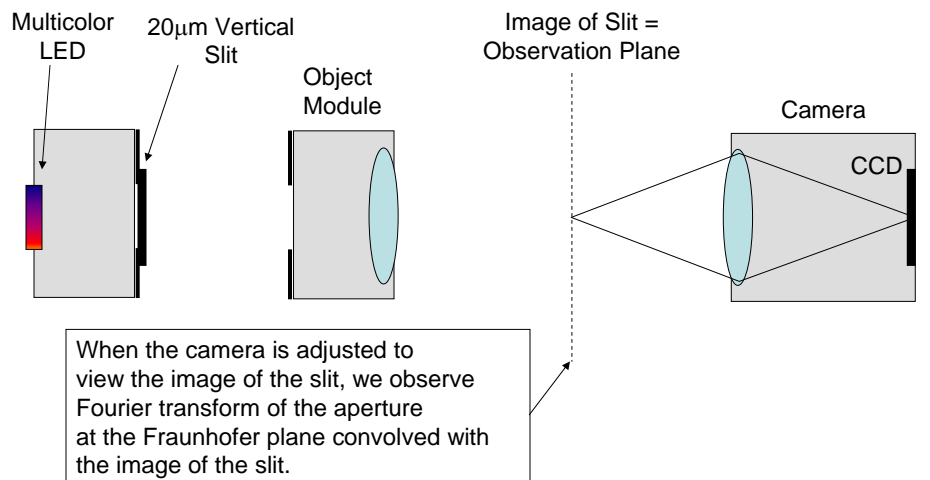 Multicolor
LED
20μm Vertical
Slit
Object
Module
Image of Slit =
Observation Plane
Camera
CCD
When the camera is adjusted to
view the image of the slit, we observe
Fourier transform of the aperture
at the Fraunhofer plane convolved with
the image of the slit.